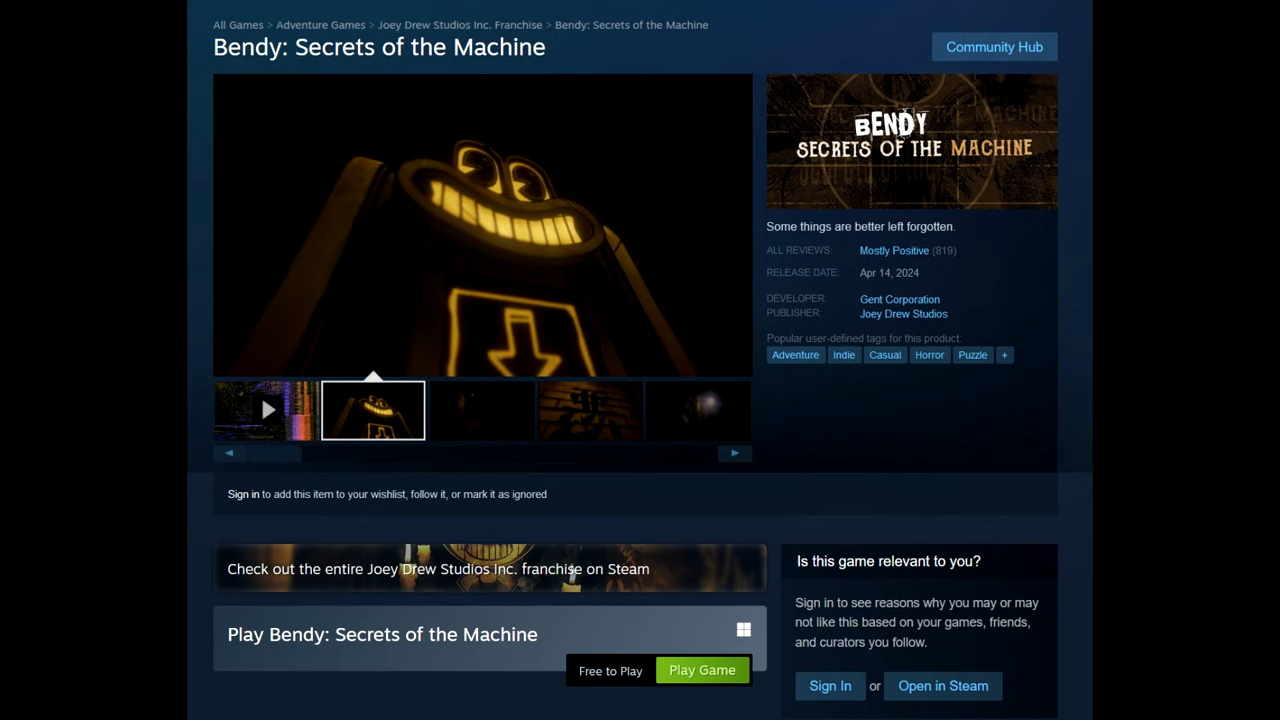 All Games > Adventure Games > Joey Drew Studios Inc. Franchise > Bendy: Secrets of the Machine
Bendy: Secrets of the Machine
Community Hub
BENDY
SECRETS OF THE MACHINE
Some things are better left forgotten.
ALL REVIEWS: Mostly Positive (819)
RELEASE DATE: Apr 14, 2024
DEVELOPER: Gent Corporation
PUBLISHER: Joey Drew Studios
Popular user-defined tags for this product:
Adventure Indie Casual Horror Puzzle +
Sign in to add this item to your wishlist, follow it, or mark it as ignored
Check out the entire Joey Drew Studios Inc. franchise on Steam
Play Bendy: Secrets of the Machine
Free to Play Play Game
Is this game relevant to you?
Sign in to see reasons why you may or may
not like this based on your games, friends,
and curators you follow.
Sign In or Open in Steam